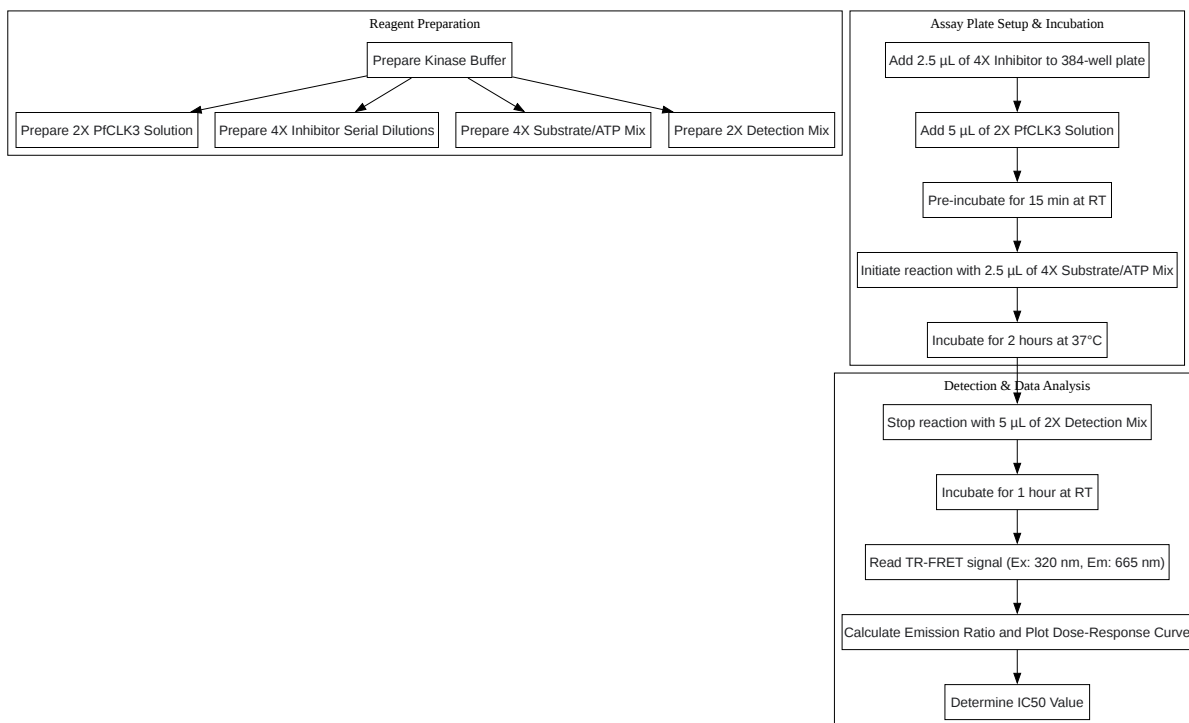 Reagent Preparation
Prepare Kinase Buffer
Prepare 2X PfCLK3 Solution
Prepare 4X Inhibitor Serial Dilutions
Prepare 4X Substrate/ATP Mix
Prepare 2X Detection Mix
Assay Plate Setup & Incubation
Add 2.5 µL of 4X Inhibitor to 384-well plate
Add 5 µL of 2X PfCLK3 Solution
Pre-incubate for 15 min at RT
Initiate reaction with 2.5 µL of 4X Substrate/ATP Mix
Incubate for 2 hours at 37°C
Detection & Data Analysis
Stop reaction with 5 µL of 2X Detection Mix
Incubate for 1 hour at RT
Read TR-FRET signal (Ex: 320 nm, Em: 665 nm)
Calculate Emission Ratio and Plot Dose-Response Curve
Determine IC50 Value